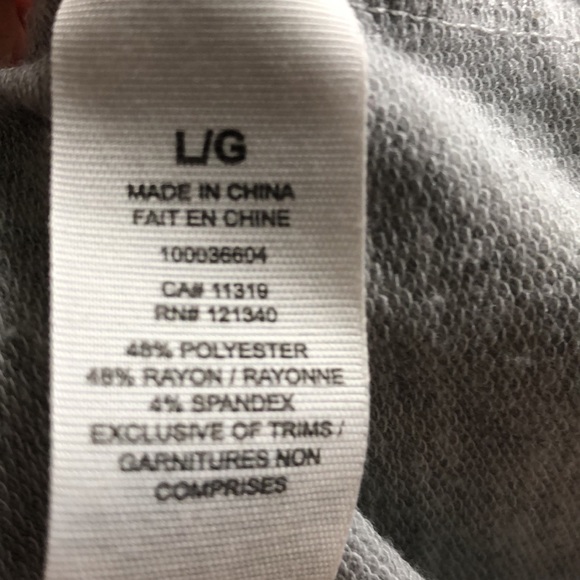 L/G
MADE IN CHINA
FAIT EN CHINE
100036604
CA# 11319
RN# 121340
48% POLYESTER
48% RAYON / RAYONNE
4% SPANDEX
EXCLUSIVE OF TRIMS /
GARNITURES NON
COMPRISES